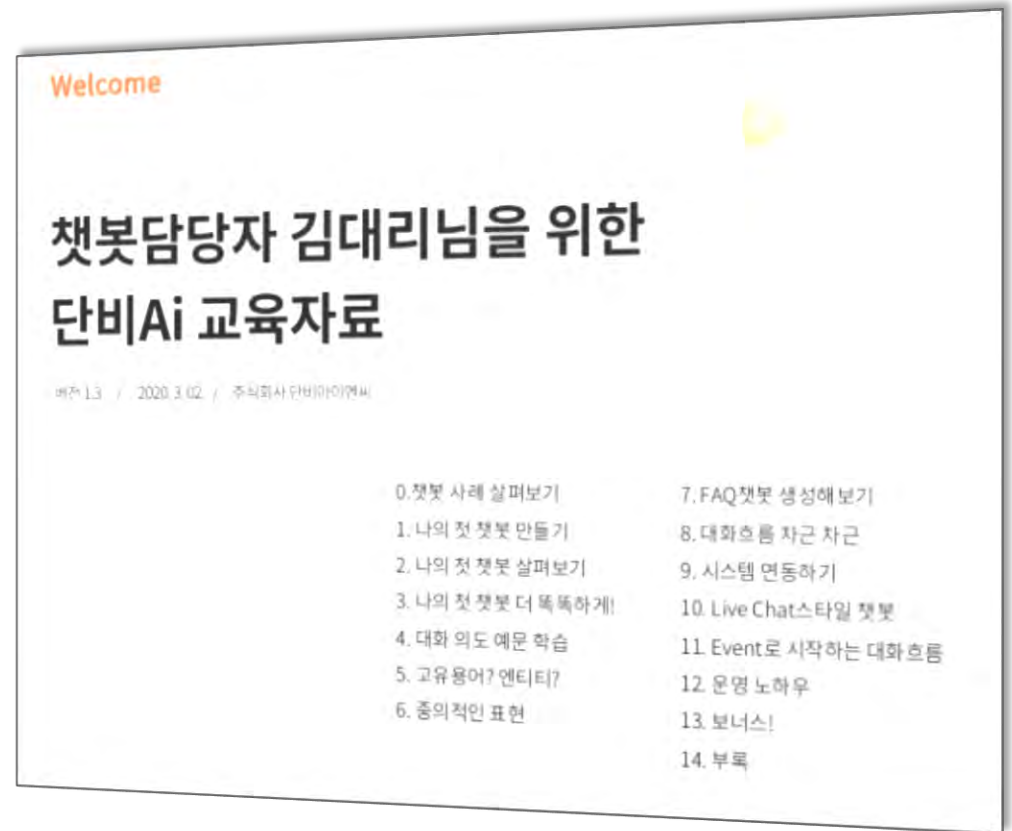 Welcome
챗봇담당자 김대리님을 위한
단비Ai 교육자료
버전 1.3 / 2020. 3. 02. / 주식회사 단비아이엔씨
0.챗봇 사례 살펴보기
1. 나의 첫 챗봇 만들기
2. 나의 첫 챗봇 살펴보기
3. 나의 첫 챗봇 더 똑똑하게!
4. 대화 의도 예문 학습
5. 고유용어? 엔티티?
6. 중의적인 표현
7. FAQ챗봇 생성해보기
8. 대화흐름 차근 차근
9. 시스템 연동하기
10. Live Chat스타일 챗봇
11. Event로 시작하는 대화흐름
12. 운영 노하우
13. 보너스!
14. 부록